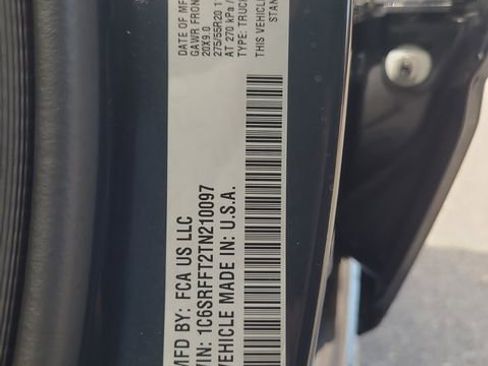 DATE OF MF
GAWR FRON
20X9.0
275/55R20 1
AT 270 kPa /
TYPE: TRUCK
THIS VEHICLE
STAN
MFD BY: FCA US LLC
VIN: 1C6SRFFT2TN210097
VEHICLE MADE IN: U.S.A.